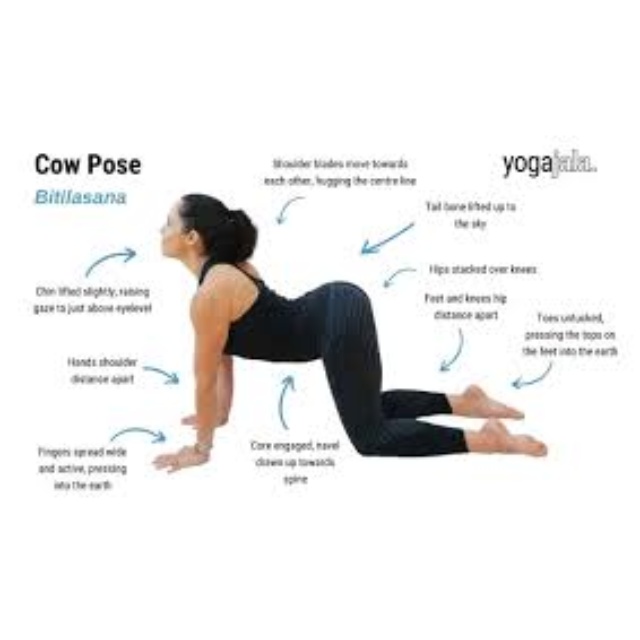 Cow Pose
Bitilasana
yogajala.
Shoulder blades move towards
each other, hugging the centre line
Tail bone lifted up to
the sky
Hips stacked over knees
Feet and knees hip
distance apart
Toes untucked,
pressing the tops on
the feet into the earth
Chin lifted slightly, raising
gaze to just above eyelevel
Hands shoulder
distance apart
Fingers spread wide
and active, pressing
into the earth
Core engaged, navel
drawn up towards
spine